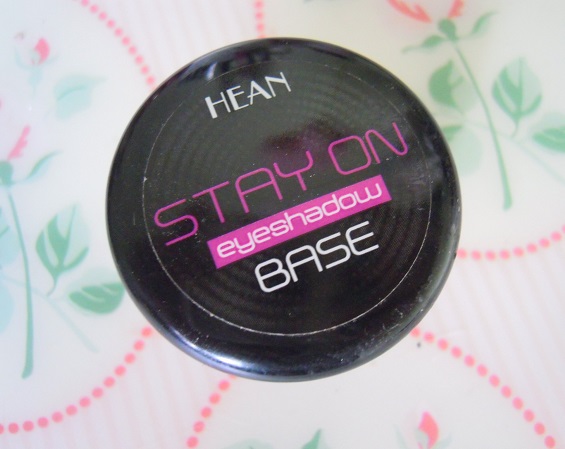 HEAN
STAY ON
eyeshadow
BASE